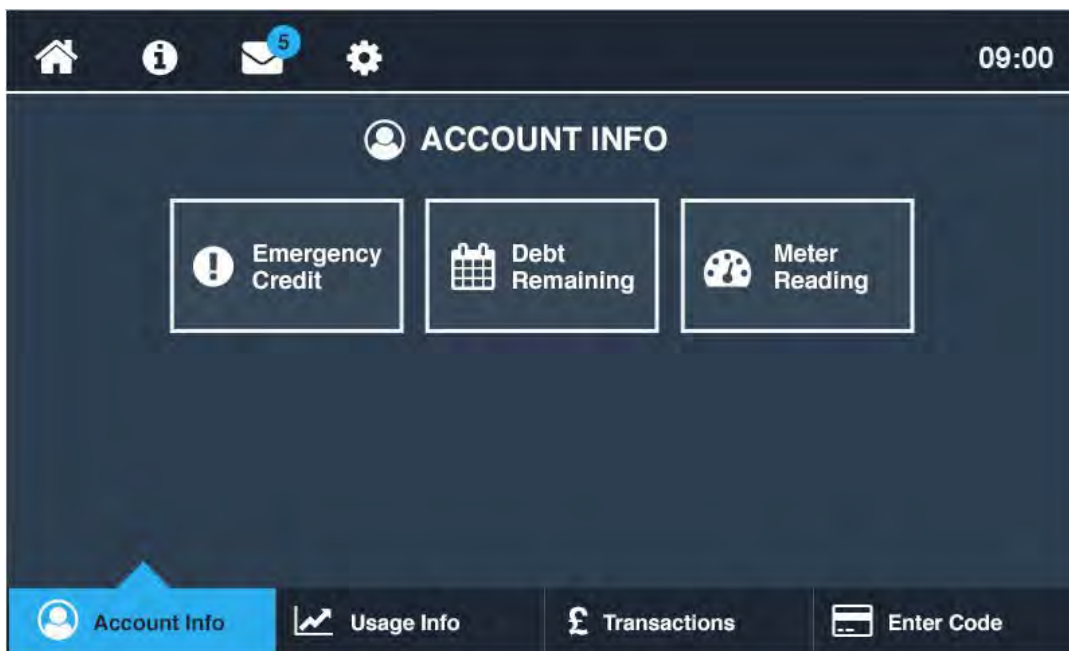 5
09:00
ACCOUNT INFO
Emergency
Credit
Debt
Remaining
Meter
Reading
Account Info
Usage Info
£ Transactions
Enter Code